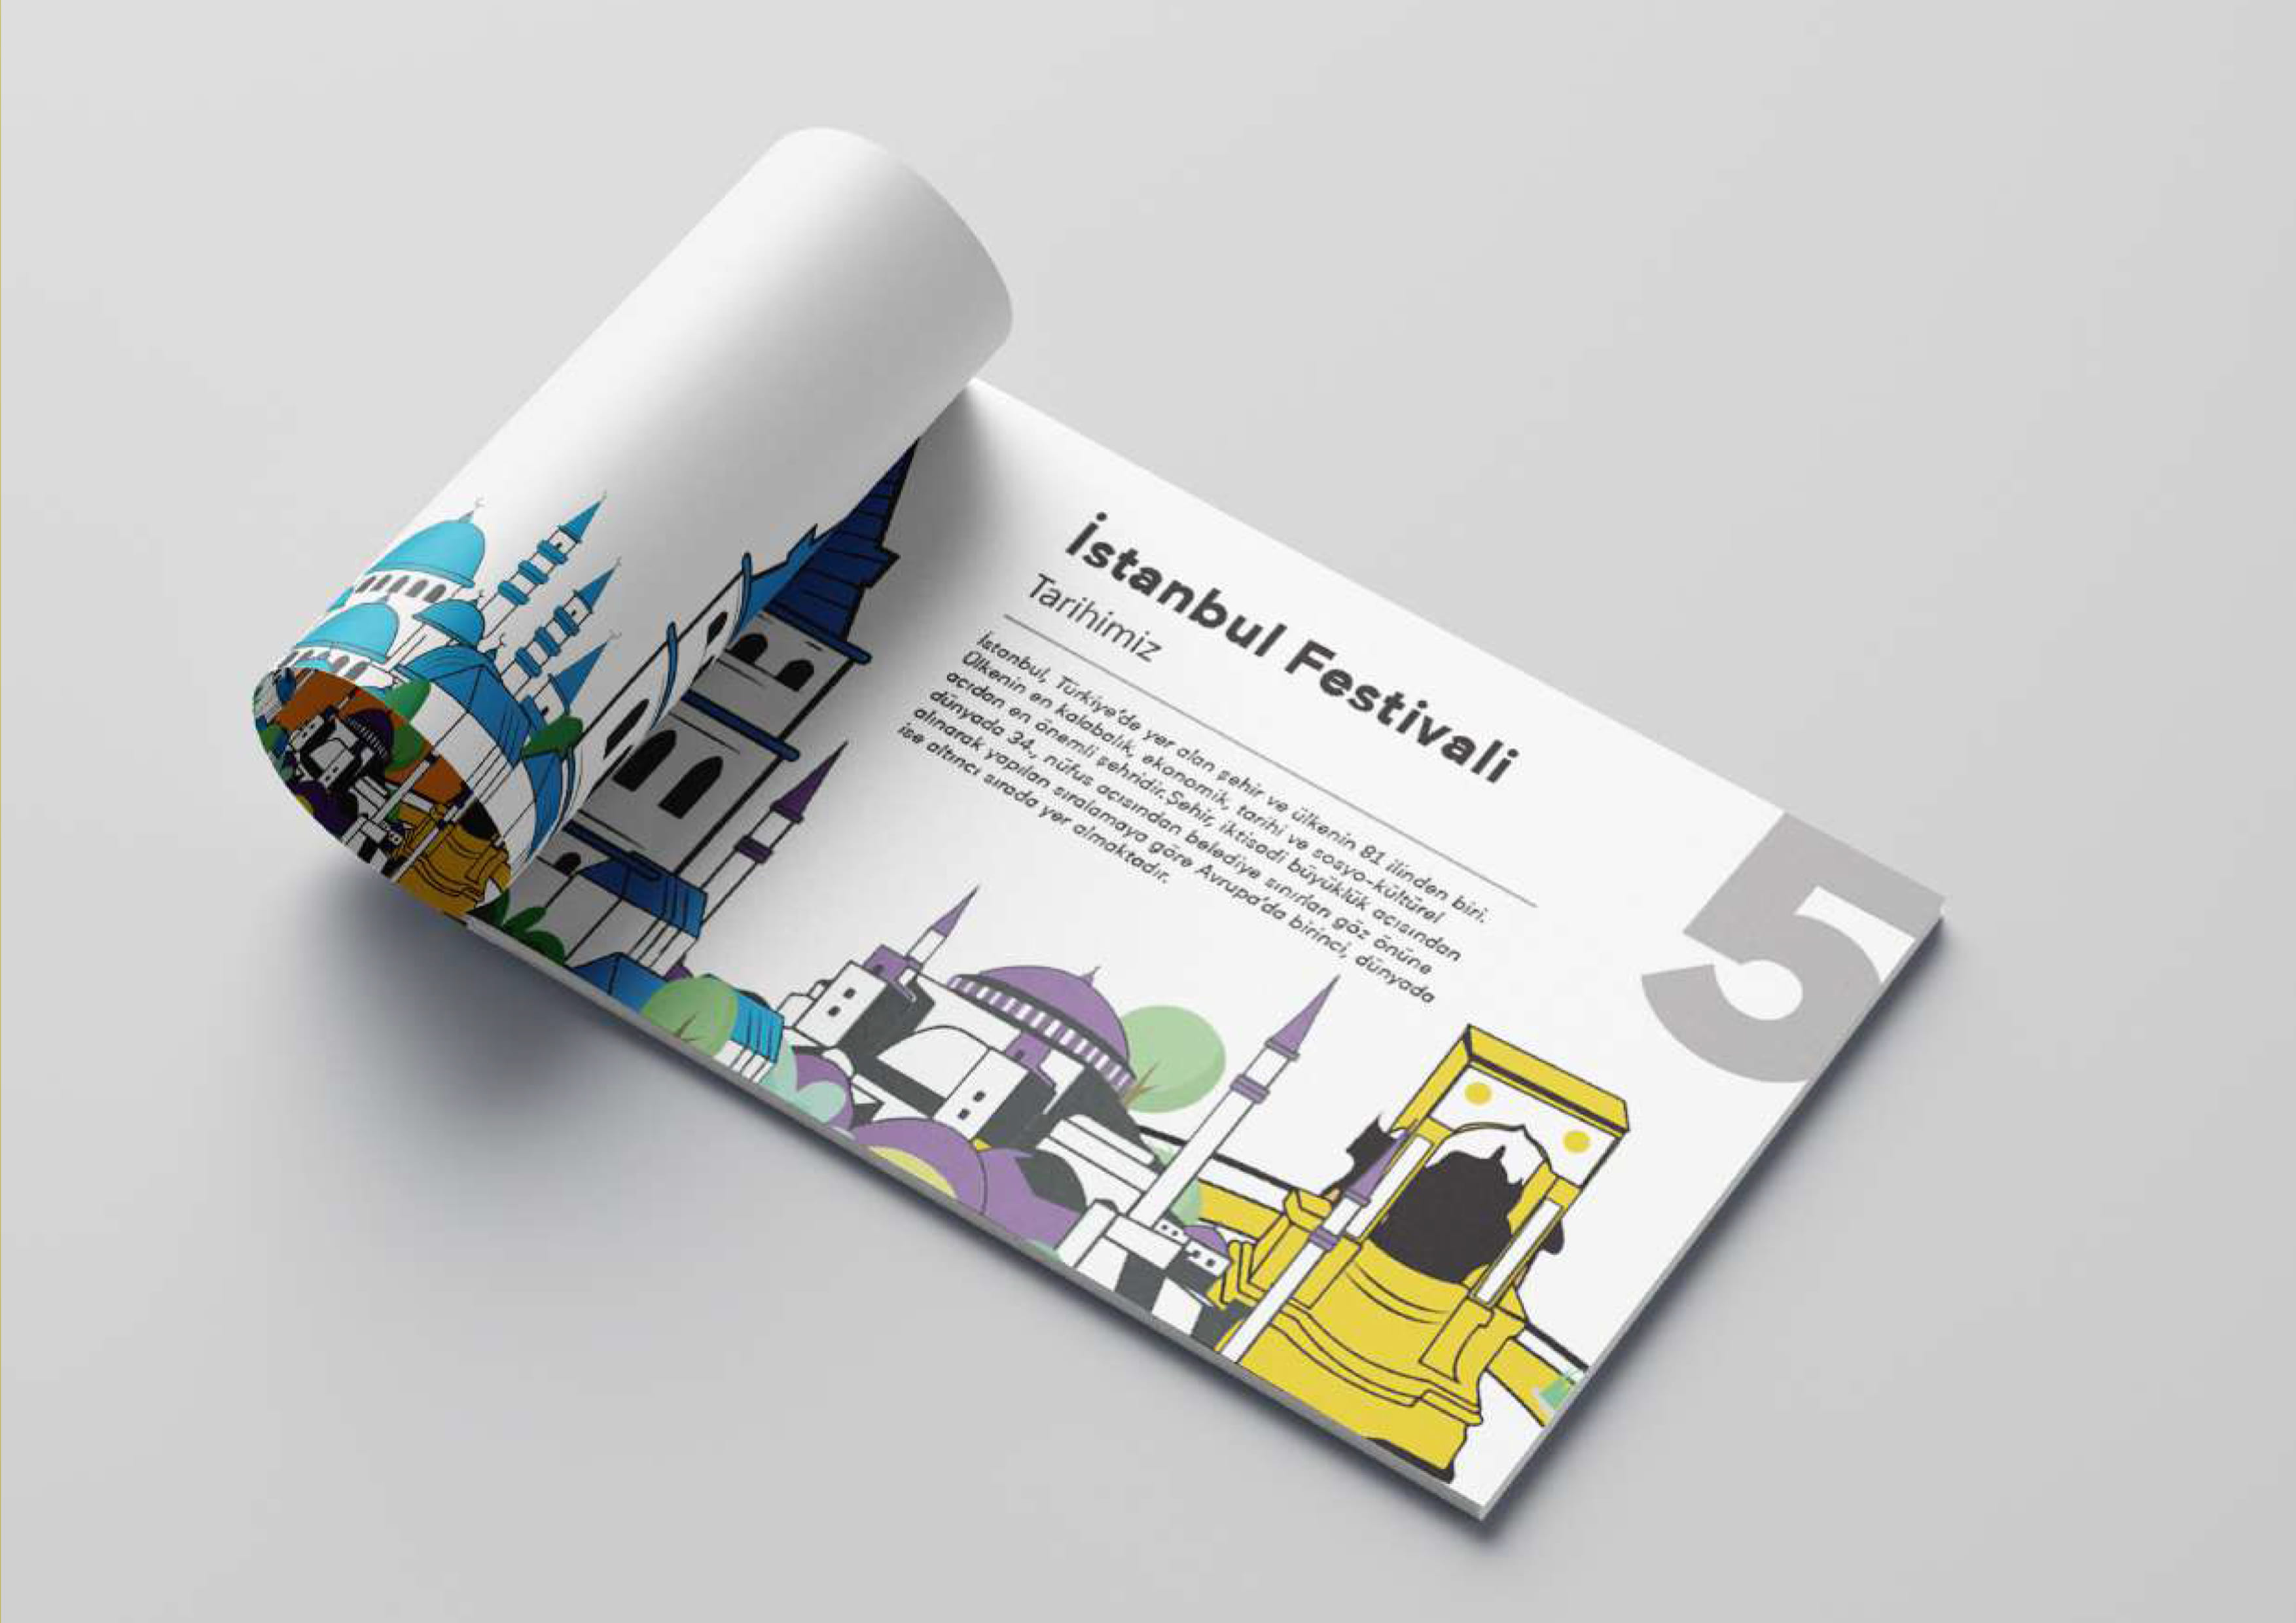 İstanbul Festivali
Tarihimiz
İstanbul, Türkiye'de yer alan şehir ve ülkenin 81 ilinden biri.
Ülkenin en kalabalık, ekonomik, tarihi ve sosyo-kültürel
açıdan en önemli şehridir.Şehir, iktisadi büyüklük açısından
dünyada 34., nüfus açısından belediye sınırları göz önüne
alınarak yapılan sıralamaya göre Avrupa'da birinci, dünyada
ise altıncı sırada yer almaktadır.
5